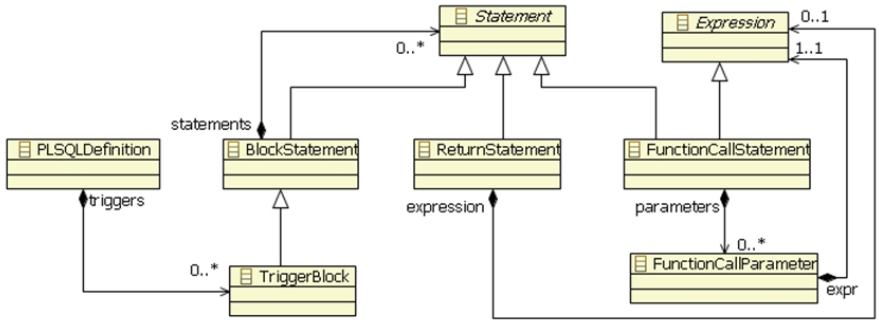 Statement
Expression
0..1
0..*
1..1
statements
PLSQLDefinition
BlockStatement
ReturnStatement
FunctionCallStatement
triggers
expression
parameters
0..*
0..*
TriggerBlock
FunctionCallParameter
expr